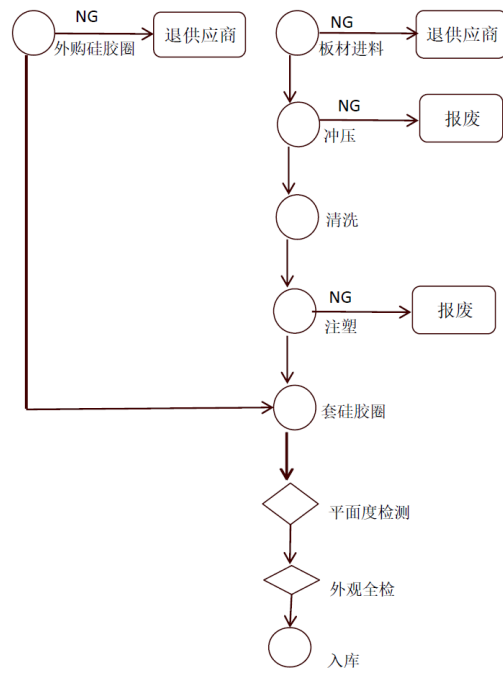 NG
外购硅胶圈
退供应商
NG
板材进料
退供应商
NG
冲压
报废
清洗
NG
注塑
报废
套硅胶圈
平面度检测
外观全检
入库